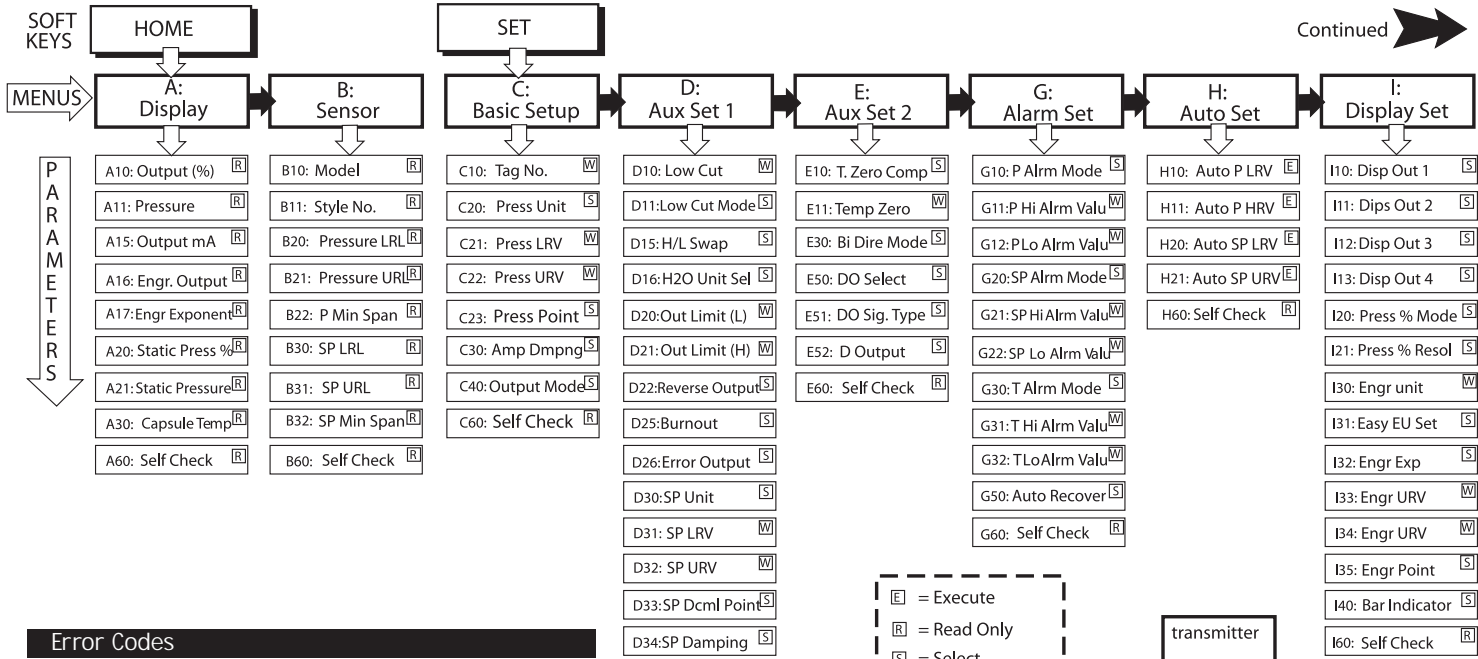 SOFT
KEYS
HOME
SET
Continued
MENUS
A:
Display
B:
Sensor
C:
Basic Setup
D:
Aux Set 1
E:
Aux Set 2
G:
Alarm Set
H:
Auto Set
I:
Display Set
PARAMETERS
A10: Output (%) R
A11: Pressure R
A15: Output mA R
A16: Engr. Output R
A17: Engr Exponent R
A20: Static Press % R
A21: Static Pressure R
A30: Capsule Temp R
A60: Self Check R
B10: Model R
B11: Style No. R
B20: Pressure LRL R
B21: Pressure URL R
B22: P Min Span R
B30: SP LRL R
B31: SP URL R
B32: SP Min Span R
B60: Self Check R
C10: Tag No. W
C20: Press Unit S
C21: Press LRV W
C22: Press URV W
C23: Press Point S
C30: Amp Dmpng S
C40: Output Mode S
C60: Self Check R
D10: Low Cut W
D11:Low Cut Mode S
D15: H/L Swap S
D16: H2O Unit Sel S
D20:Out Limit (L) W
D21: Out Limit (H) W
D22:Reverse Output S
D25:Burnout S
D26:Error Output S
D30:SP Unit S
D31: SP LRV W
D32: SP URV W
D33:SP Dcml Point S
D34:SP Damping S
E10: T. Zero Comp S
E11: Temp Zero W
E30: Bi Dire Mode S
E50: DO Select S
E51: DO Sig. Type S
E52: D Output S
E60: Self Check R
G10: P Alrm Mode S
G11:P Hi Alrm Valu W
G12: PLo Alrm Valu W
G20:SP Alrm Mode S
G21:SP Hi Alrm Valu W
G22:SP Lo Alrm Valu W
G30:T Alrm Mode S
G31:T Hi Alrm Valu W
G32: TLoAlrm Valu W
G50: Auto Recover S
G60: Self Check R
H10: Auto P LRV E
H11: Auto P HRV E
H20: Auto SP LRV E
H21: Auto SP URV E
H60: Self Check R
I10: Disp Out 1 S
I11: Dips Out 2 S
I12: Disp Out 3 S
I13: Disp Out 4 S
I20: Press % Mode S
I21: Press % Resol S
I30: Engr unit W
I31: Easy EU Set S
I32: Engr Exp S
I33: Engr URV W
I34: Engr URV W
I35: Engr Point S
I40: Bar Indicator S
I60: Self Check R
E = Execute
R = Read Only
S = Select
transmitter
Error Codes